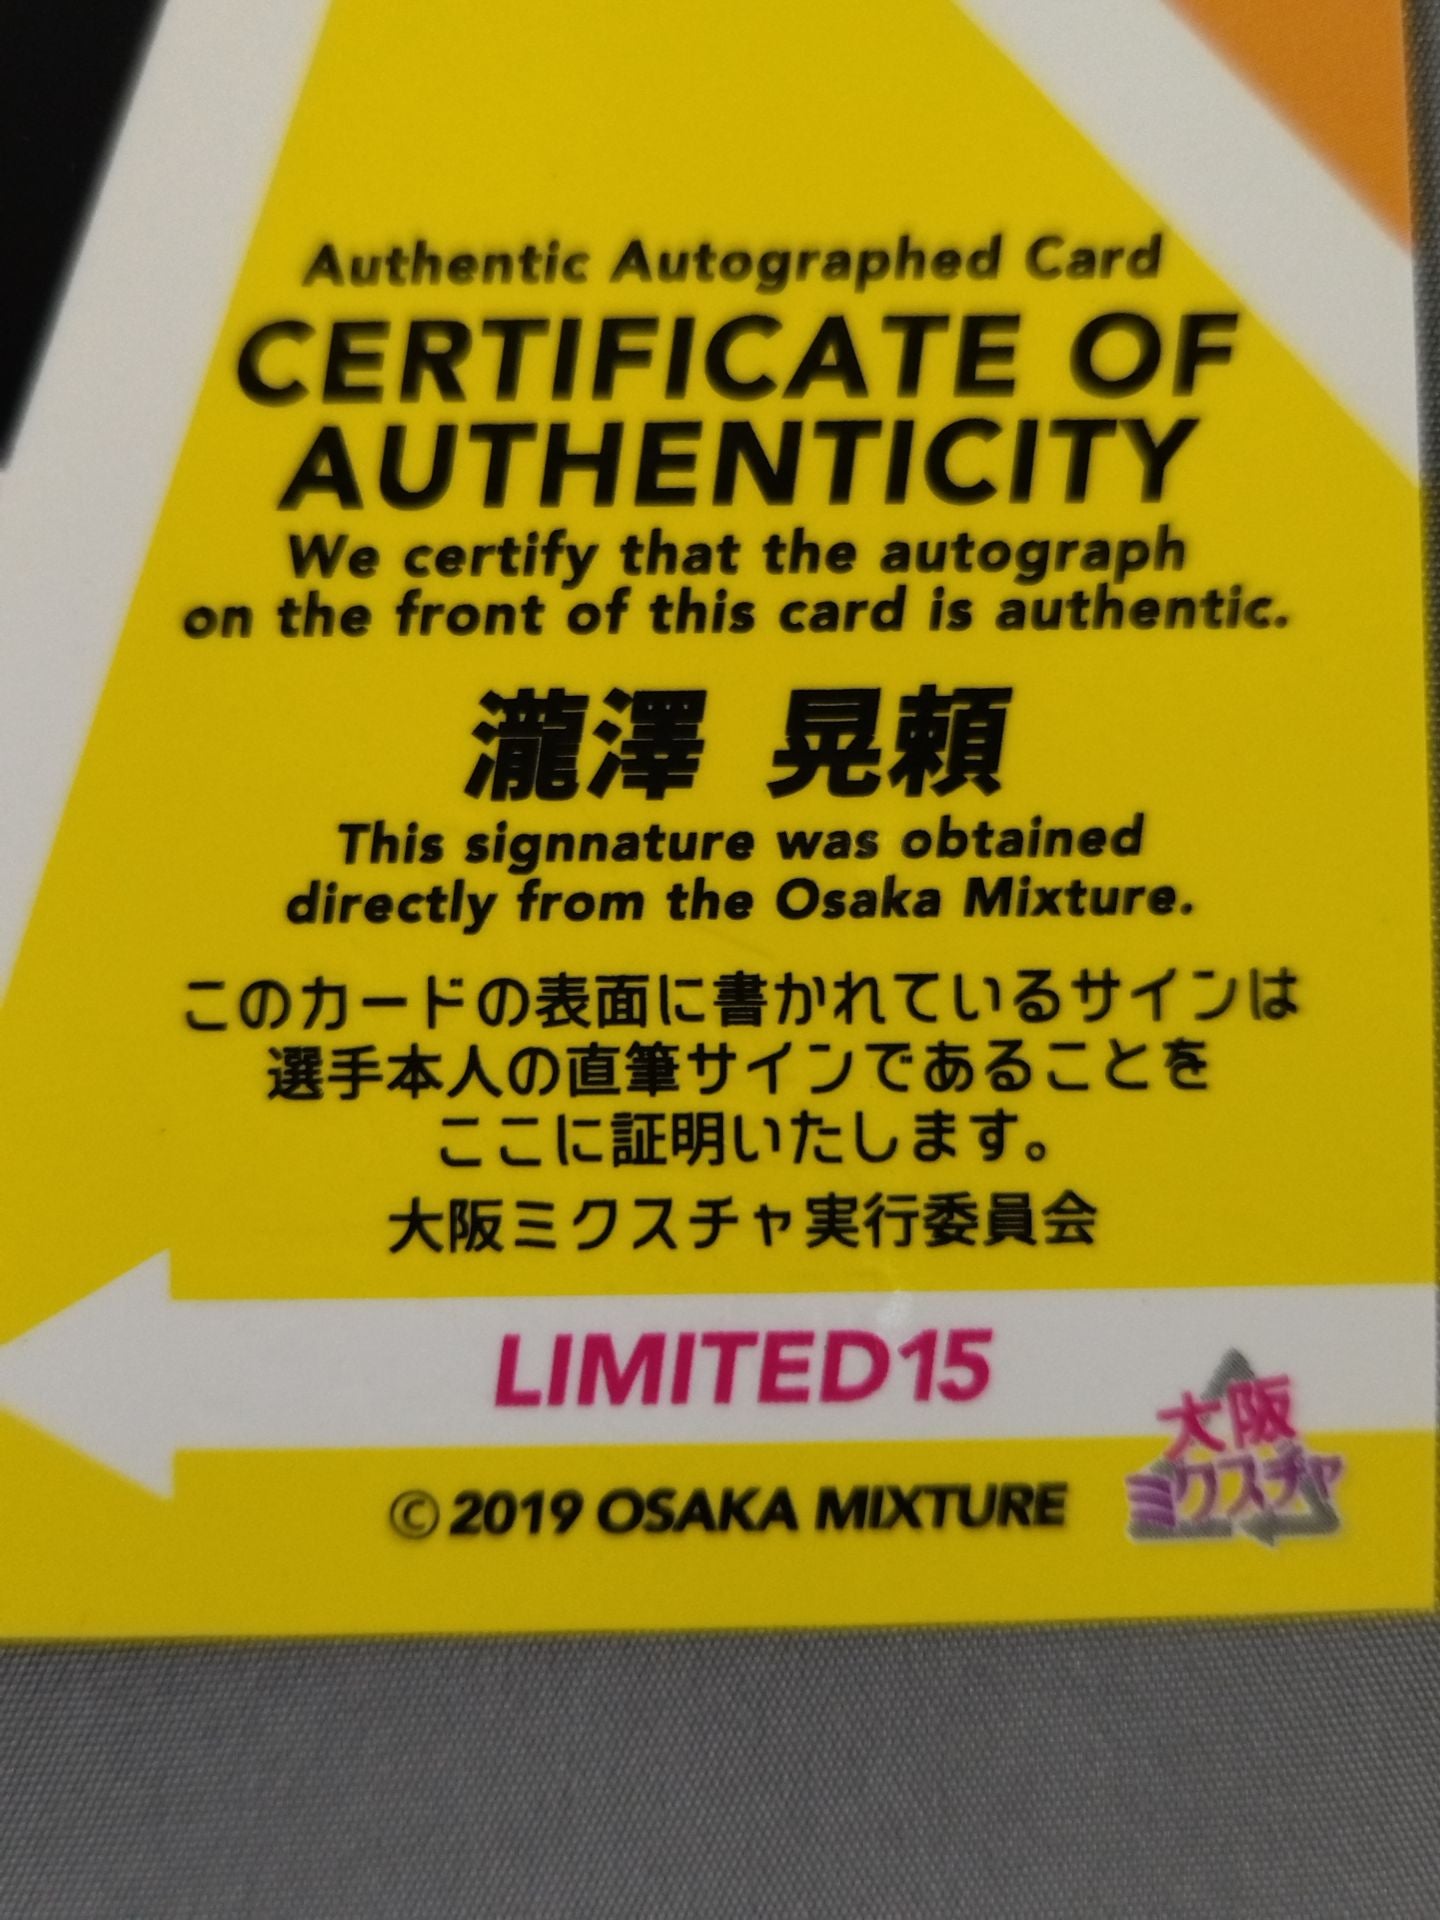 Authentic Autographed Card
CERTIFICATE OF
AUTHENTICITY
We certify that the autograph
on the front of this card is authentic.
瀧澤 晃頼
This signnature was obtained
directly from the Osaka Mixture.
このカードの表面に書かれているサインは
選手本人の直筆サインであることを
ここに証明いたします。
大阪ミクスチャ実行委員会
LIMITED15
© 2019 OSAKA MIXTURE
大阪
ミクスチャ